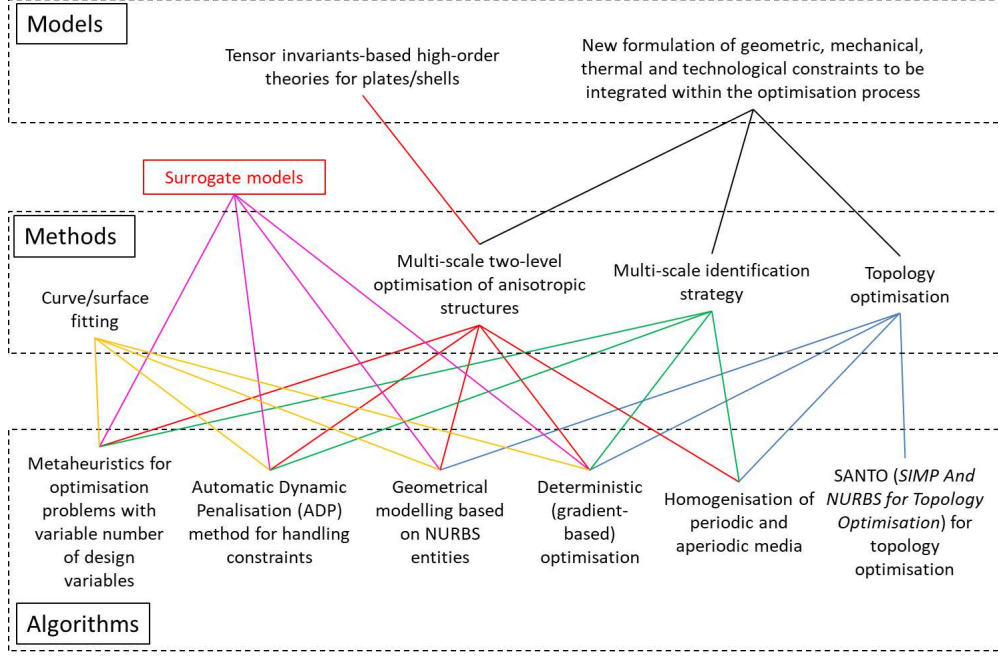 Models
Tensor invariants-based high-order
theories for plates/shells
New formulation of geometric, mechanical,
thermal and technological constraints to be
integrated within the optimisation process
Surrogate models
Methods
Curve/surface
fitting
Multi-scale two-level
optimisation of anisotropic
structures
Multi-scale identification
strategy
Topology
optimisation
Metaheuristics for
optimisation
problems with
variable number
of design
variables
Automatic Dynamic
Penalisation (ADP)
method for handling
constraints
Geometrical
modelling based
on NURBS
entities
Deterministic
(gradient-
based)
optimisation
Homogenisation of
periodic and
aperiodic media
SANTO (SIMP And
NURBS for Topology
Optimisation) for
topology
optimisation
Algorithms